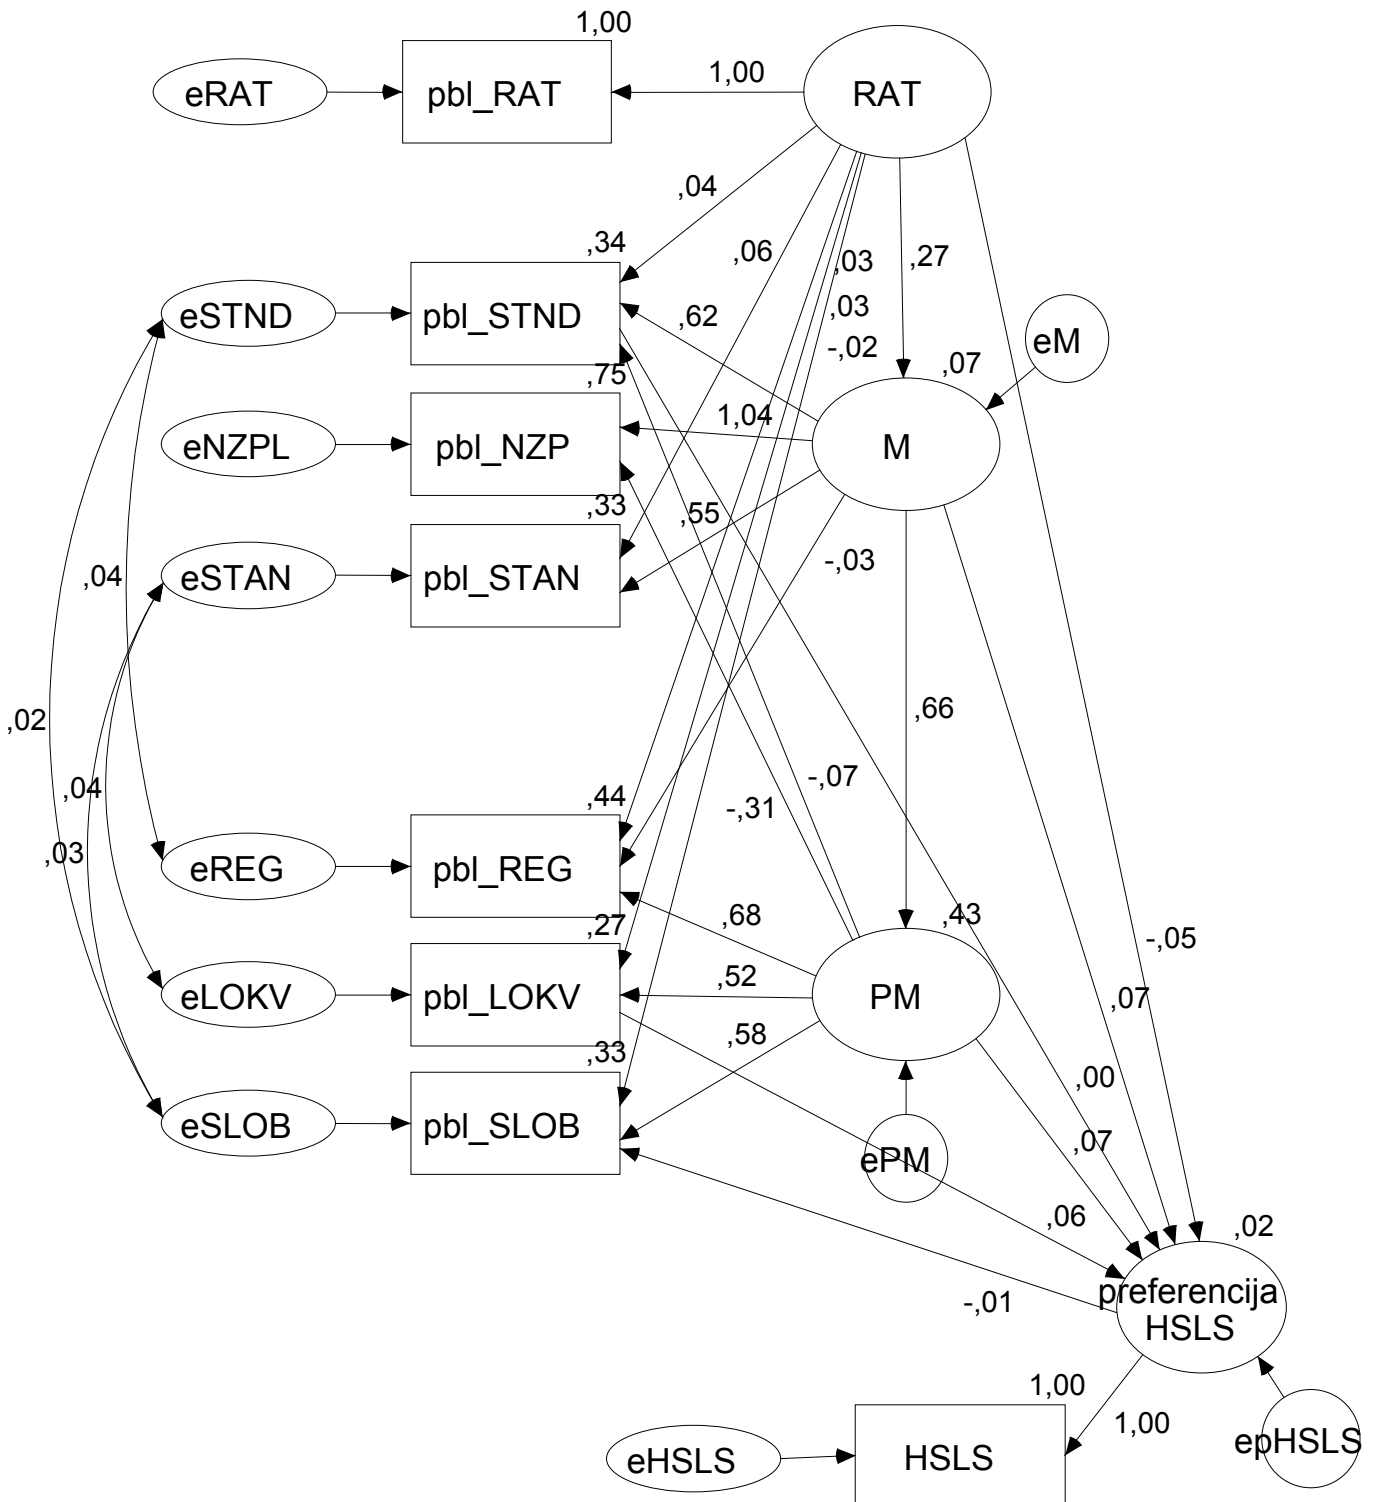 1,00
eRAT
pbl_RAT
1,00
RAT
,04
,34
,06
,03
,27
eSTND
pbl_STND
,62
,03
-,02
eM
,75
,07
1,04
eNZPL
pbl_NZP
M
,33
,55
-,03
,04
eSTAN
pbl_STAN
,02
,66
,04
-,07
,44
-,31
,03
eREG
pbl_REG
,68
,43
,27
-,05
,52
eLOKV
pbl_LOKV
PM
,07
,58
,33
,00
eSLOB
pbl_SLOB
,07
ePM
,06
,02
-,01
preferencija
HSLS
1,00
1,00
epHSLS
eHSLS
HSLS